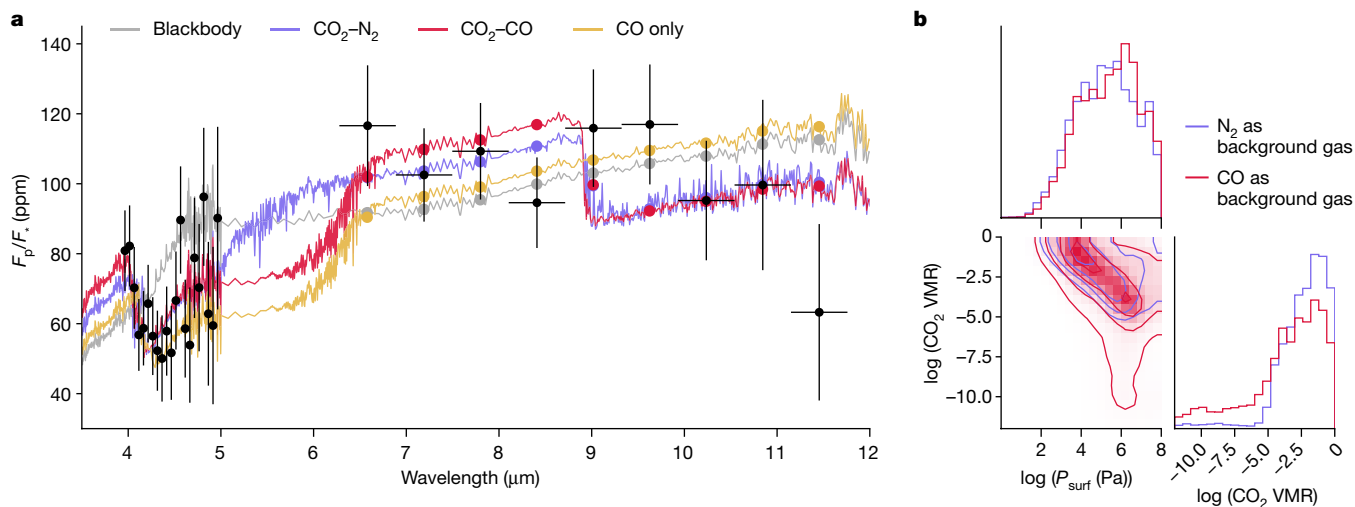 a
Blackbody CO₂–N₂ CO₂–CO CO only
140
120
100
80
60
40
Fp/F* (ppm)
4 5 6 7 8 9 10 11 12
Wavelength (μm)
b
N₂ as
background gas
CO as
background gas
0
−2.5
−5.0
−7.5
−10.0
log (CO₂ VMR)
2 4 6 8
log (Psurf (Pa))
−10.0 −7.5 −5.0 −2.5 0
log (CO₂ VMR)